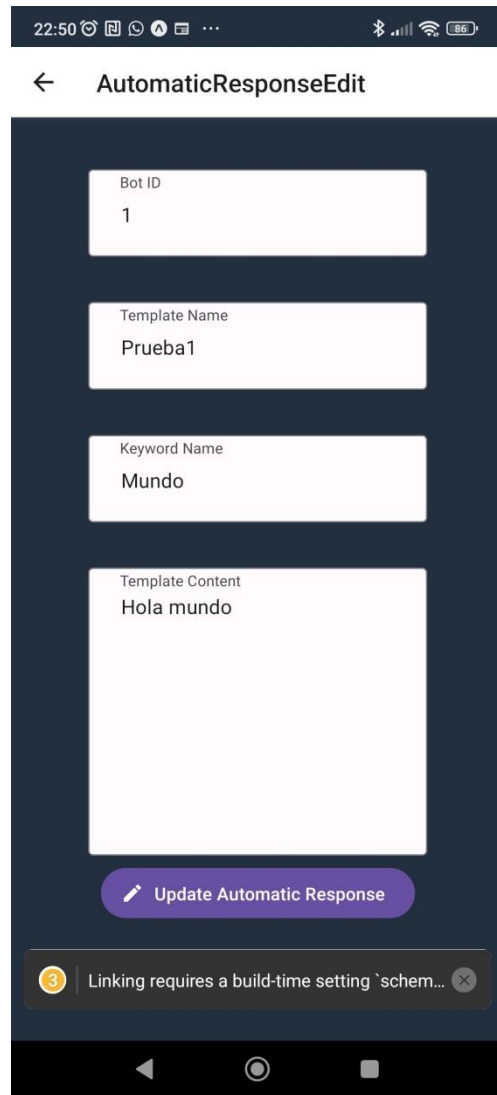 22:50
86
AutomaticResponseEdit
Bot ID
1
Template Name
Prueba1
Keyword Name
Mundo
Template Content
Hola mundo
Update Automatic Response
3 Linking requires a build-time setting `schem...